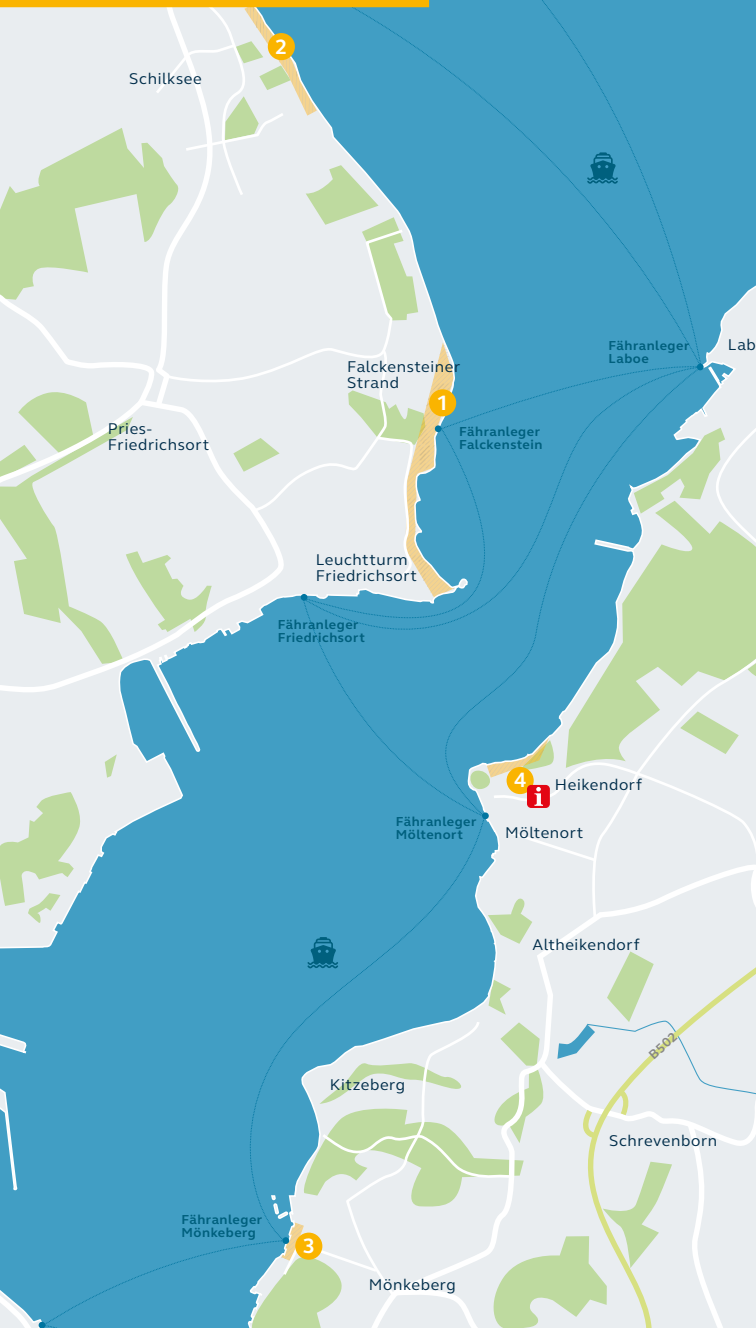 2
Schilksee
Fähranleger
Laboe
Lab
Falckensteiner
Strand
1
Pries-
Friedrichsort
Fähranleger
Falckenstein
Leuchtturm
Friedrichsort
Fähranleger
Friedrichsort
4
i
Heikendorf
Fähranleger
Möltenort
Möltenort
Altheikendorf
B502
Kitzeberg
Schrevenborn
Fähranleger
Mönkeberg
3
Mönkeberg